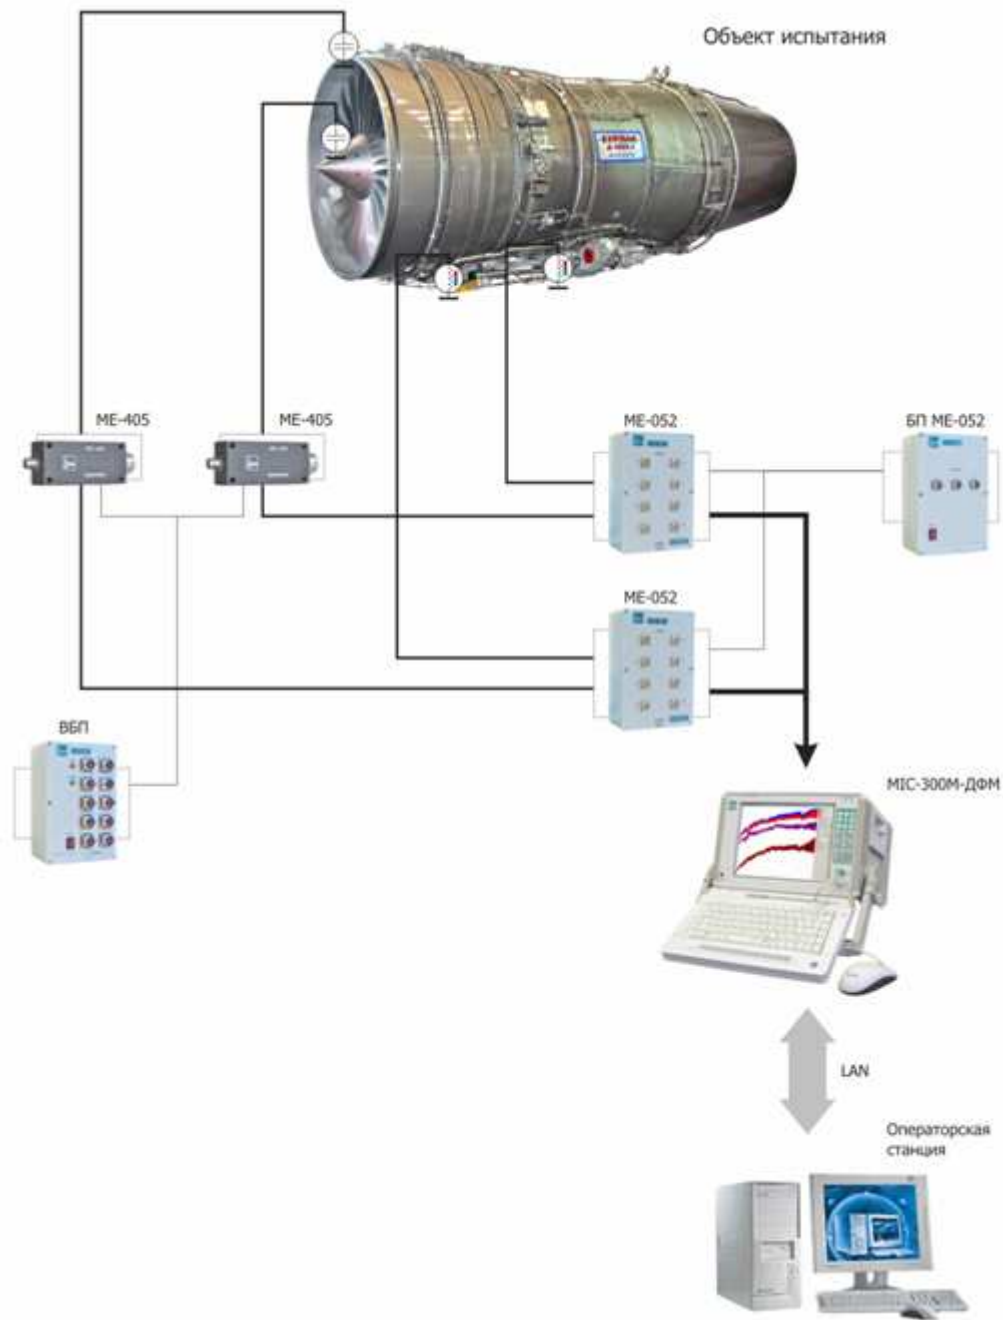 Объект испытания
МЕ-405
МЕ-405
МЕ-052
БП МЕ-052
МЕ-052
ВБП
MIC-300M-ДФМ
LAN
Операторская
станция